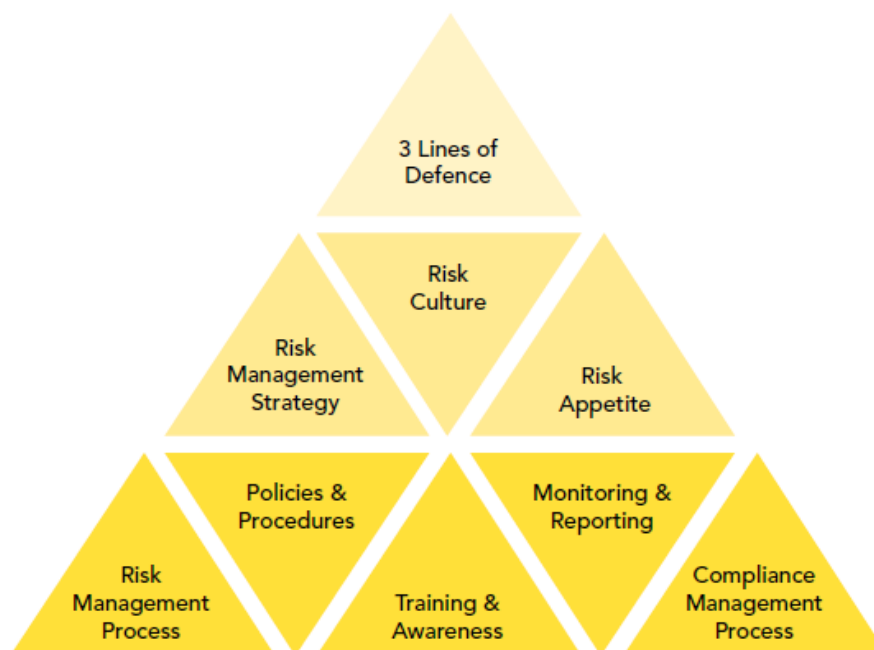 3 Lines of
Defence
Risk
Culture
Risk
Management
Strategy
Risk
Appetite
Policies &
Procedures
Monitoring &
Reporting
Risk
Management
Process
Training &
Awareness
Compliance
Management
Process